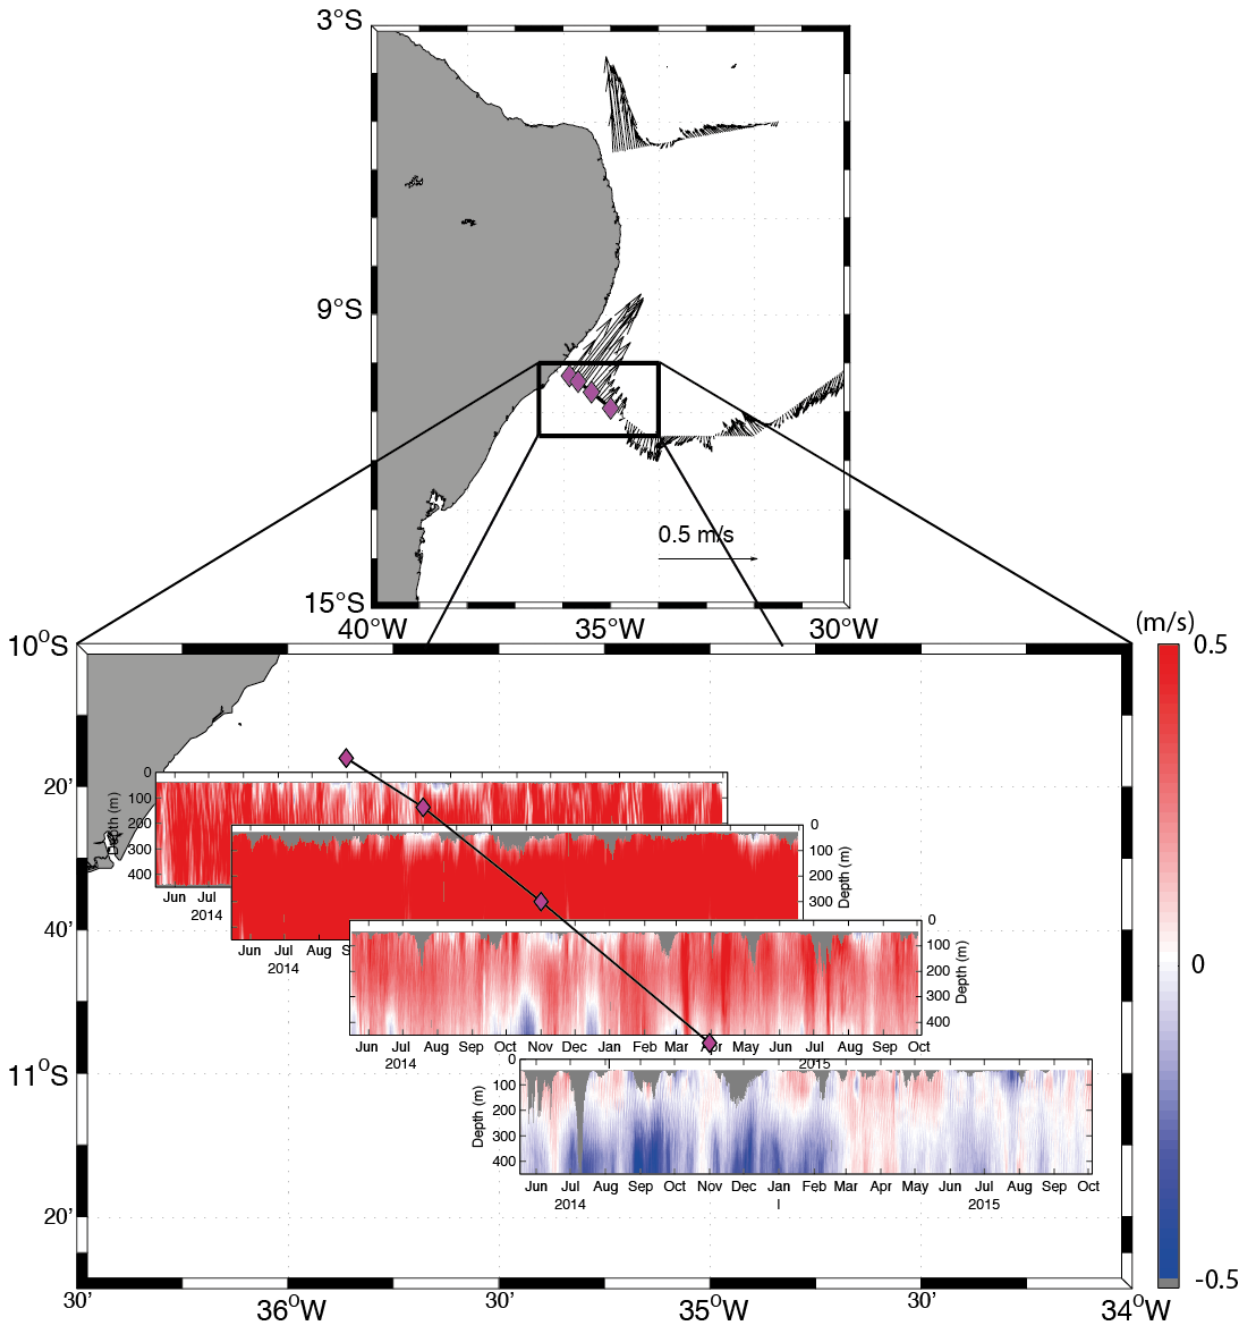 3°S
9°S
15°S
40°W 35°W 30°W
0.5 m/s
(m/s)
0.5
0
-0.5
10°S
20'
40'
11°S
20'
30' 36°W 30' 35°W 30' 34°W
0
100
200
300
400
Depth (m)
Jun Jul
2014
0
100
200
300
Depth (m)
Jun Jul Aug S
2014
0
100
200
300
400
Depth (m)
Jun Jul Aug Sep Oct Nov Dec Jan Feb Mar Apr May Jun Jul Aug Sep Oct
2014 2015
0
100
200
300
400
Depth (m)
Jun Jul Aug Sep Oct Nov Dec Jan Feb Mar Apr May Jun Jul Aug Sep Oct
2014 I 2015